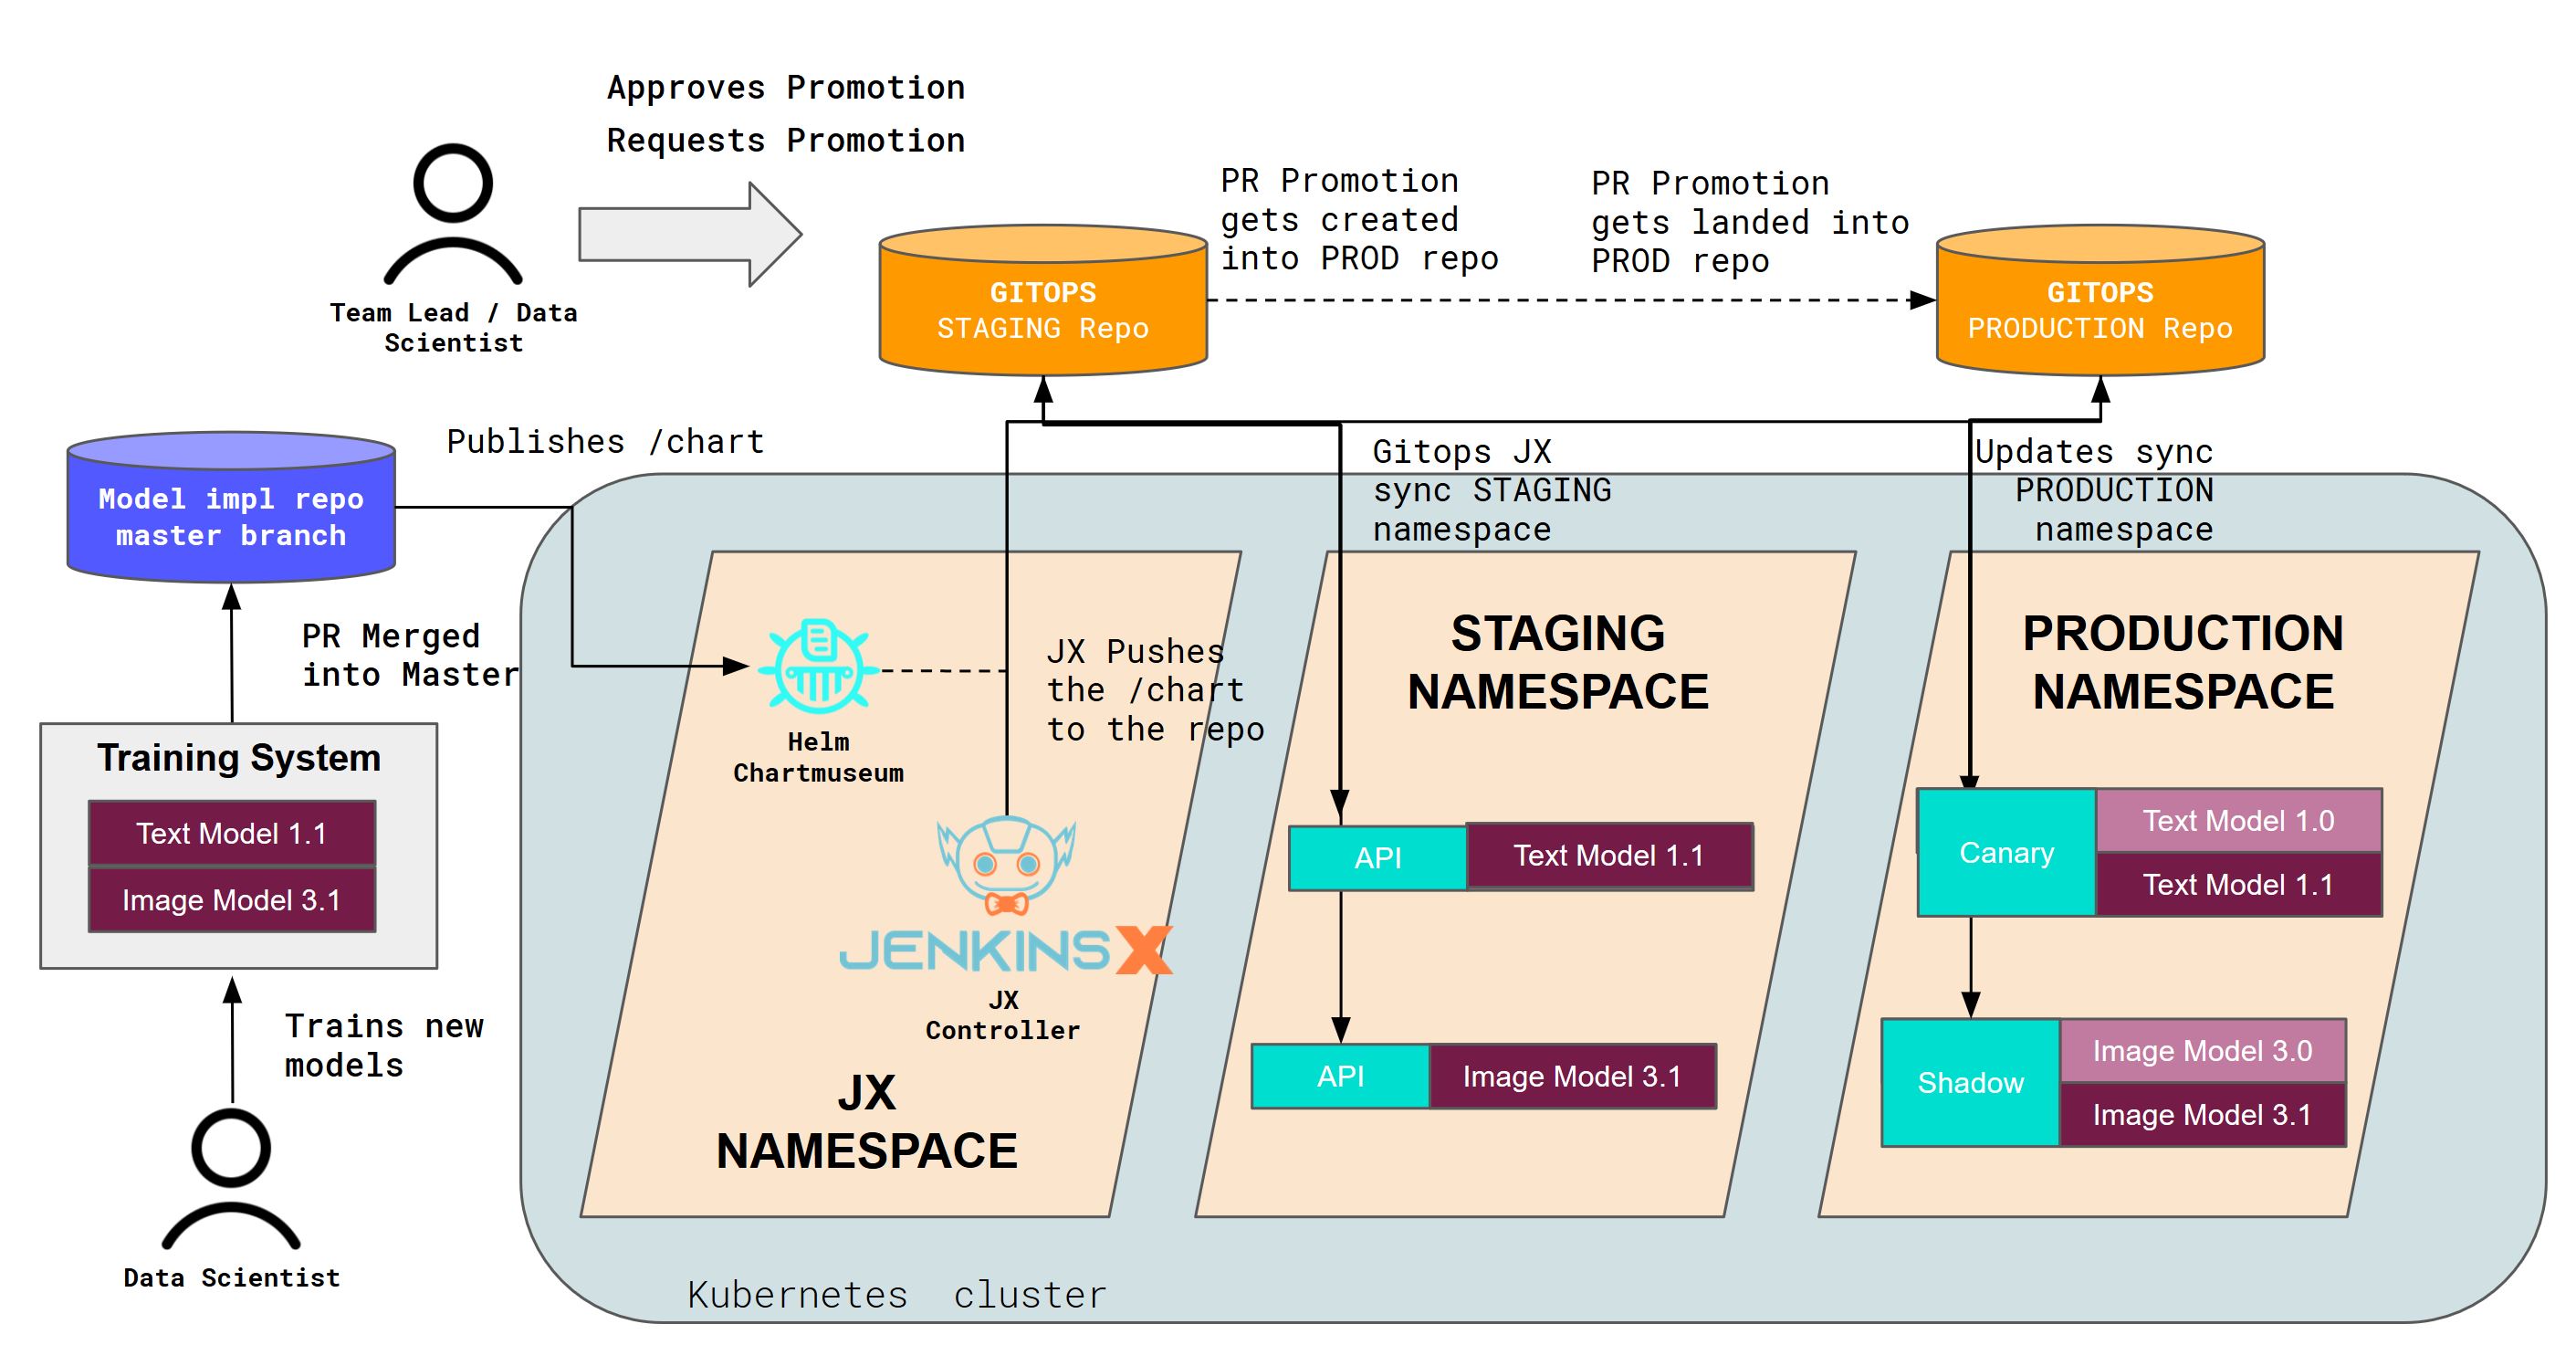 Approves Promotion
Requests Promotion
Team Lead / Data
Scientist
PR Promotion
gets created
into PROD repo
PR Promotion
gets landed into
PROD repo
GITOPS
STAGING Repo
GITOPS
PRODUCTION Repo
Publishes /chart
Model impl repo
master branch
Gitops JX
sync STAGING
namespace
Updates sync
PRODUCTION
namespace
PR Merged
into Master
Training System
Text Model 1.1
Image Model 3.1
Trains new
models
Data Scientist
Helm
Chartmuseum
JX Pushes
the /chart
to the repo
JENKINS X
JX
Controller
JX
NAMESPACE
STAGING
NAMESPACE
API
Text Model 1.1
API
Image Model 3.1
PRODUCTION
NAMESPACE
Canary
Text Model 1.0
Text Model 1.1
Shadow
Image Model 3.0
Image Model 3.1
Kubernetes cluster